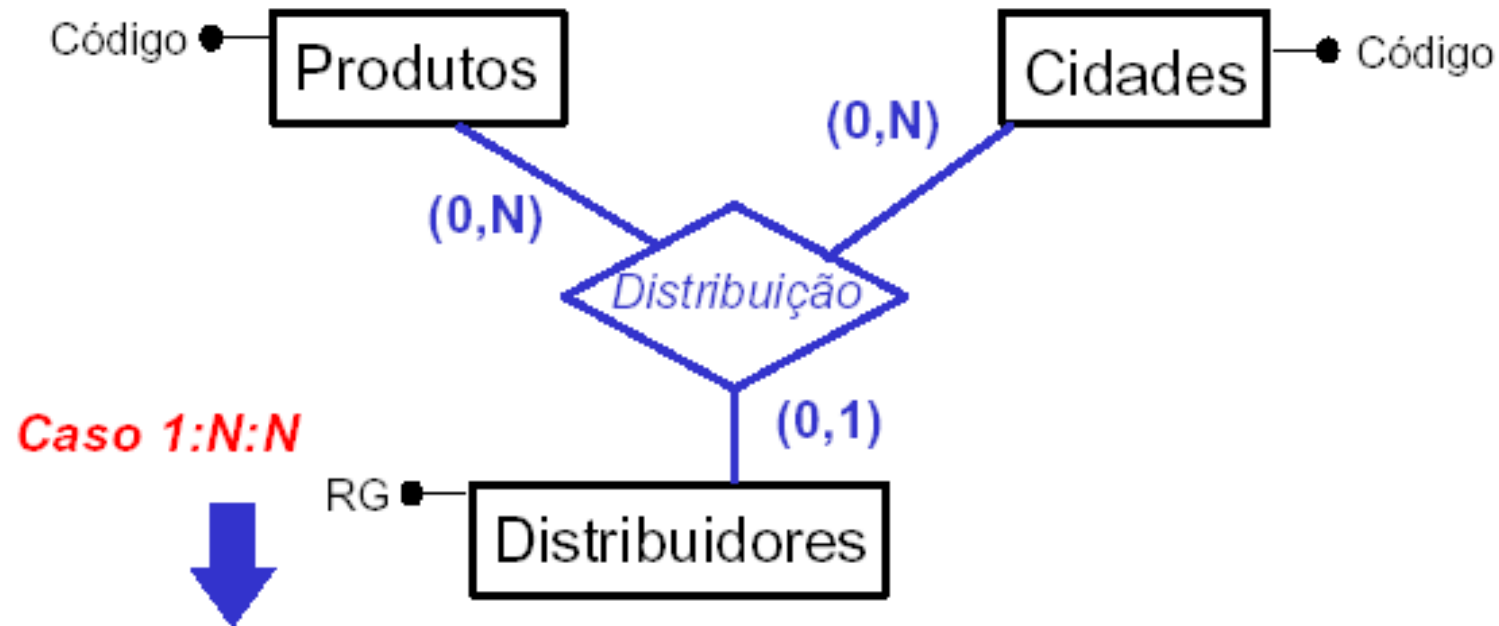 Código
Produtos
Cidades
Código
(0,N)
(0,N)
Distribuição
Caso 1:N:N
(0,1)
RG
Distribuidores